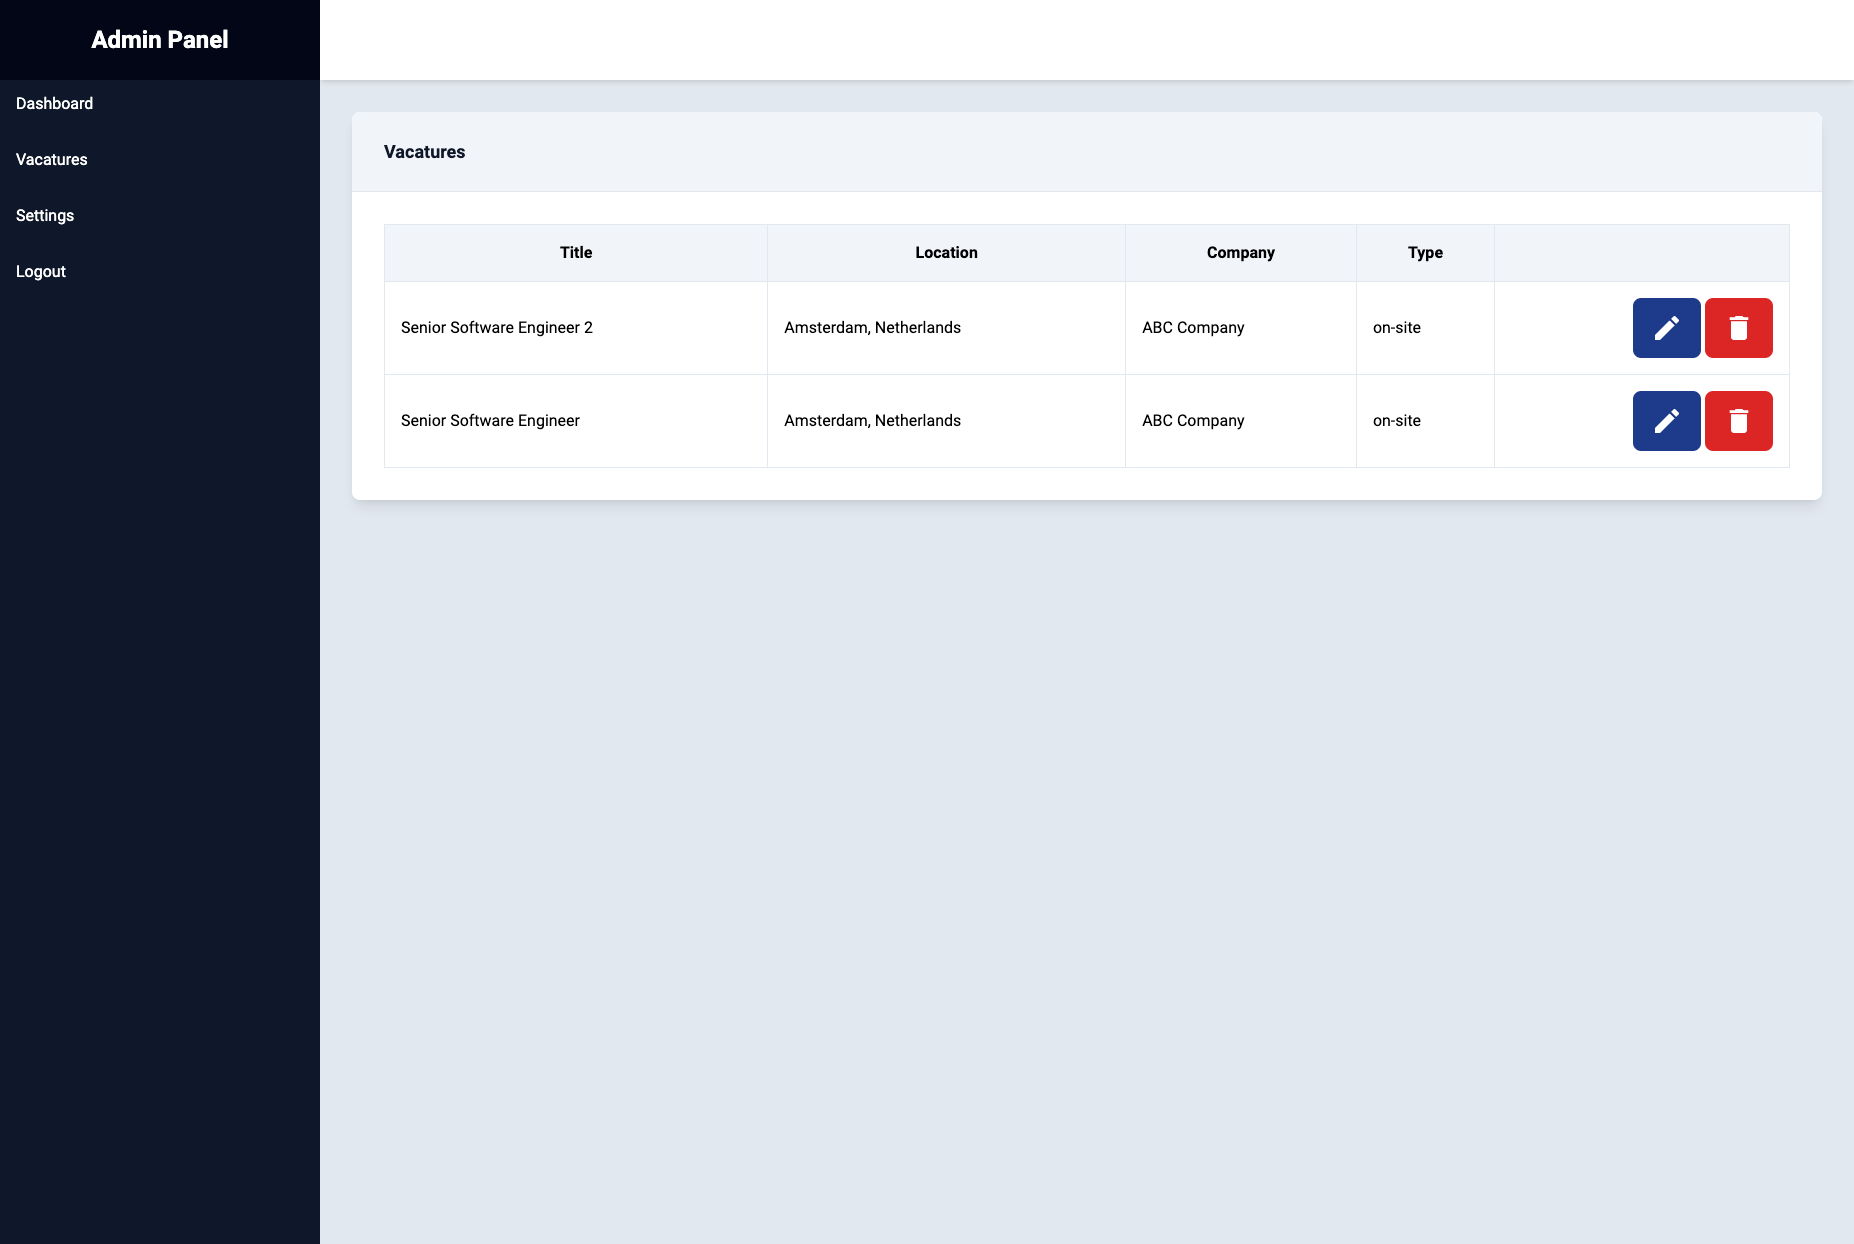 Admin Panel
Dashboard
Vacatures
Settings
Logout
Vacatures
Title Location Company Type
Senior Software Engineer 2 Amsterdam, Netherlands ABC Company on-site
Senior Software Engineer Amsterdam, Netherlands ABC Company on-site